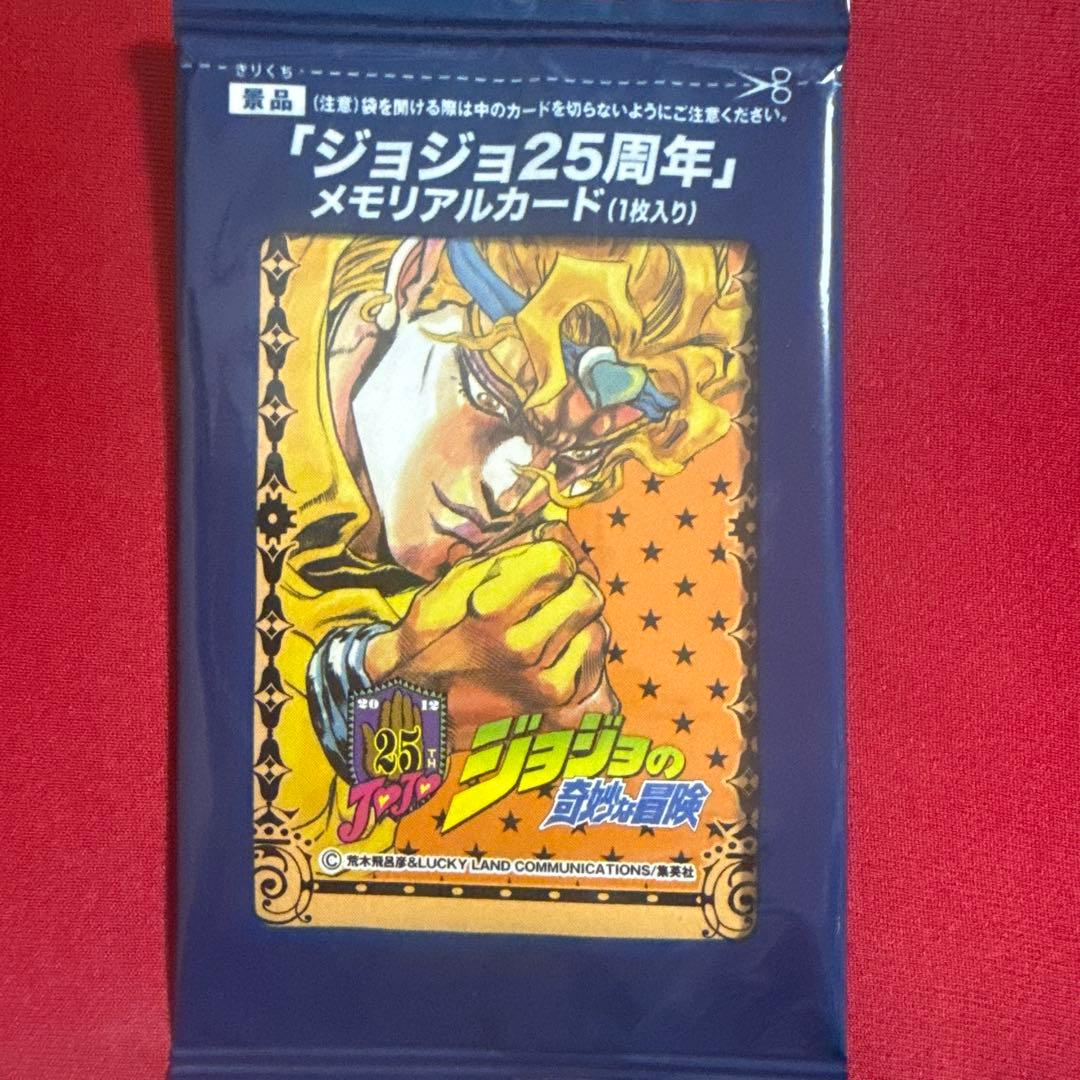 きりくち
景品
(注意)袋を開ける際は中のカードを切らないようにご注意ください。
「ジョジョ25周年」
メモリアルカード(1枚入り)
2012
25TH
JOJO
ジョジョの
奇妙な冒険
© 荒木飛呂彦&LUCKY LAND COMMUNICATIONS/集英社